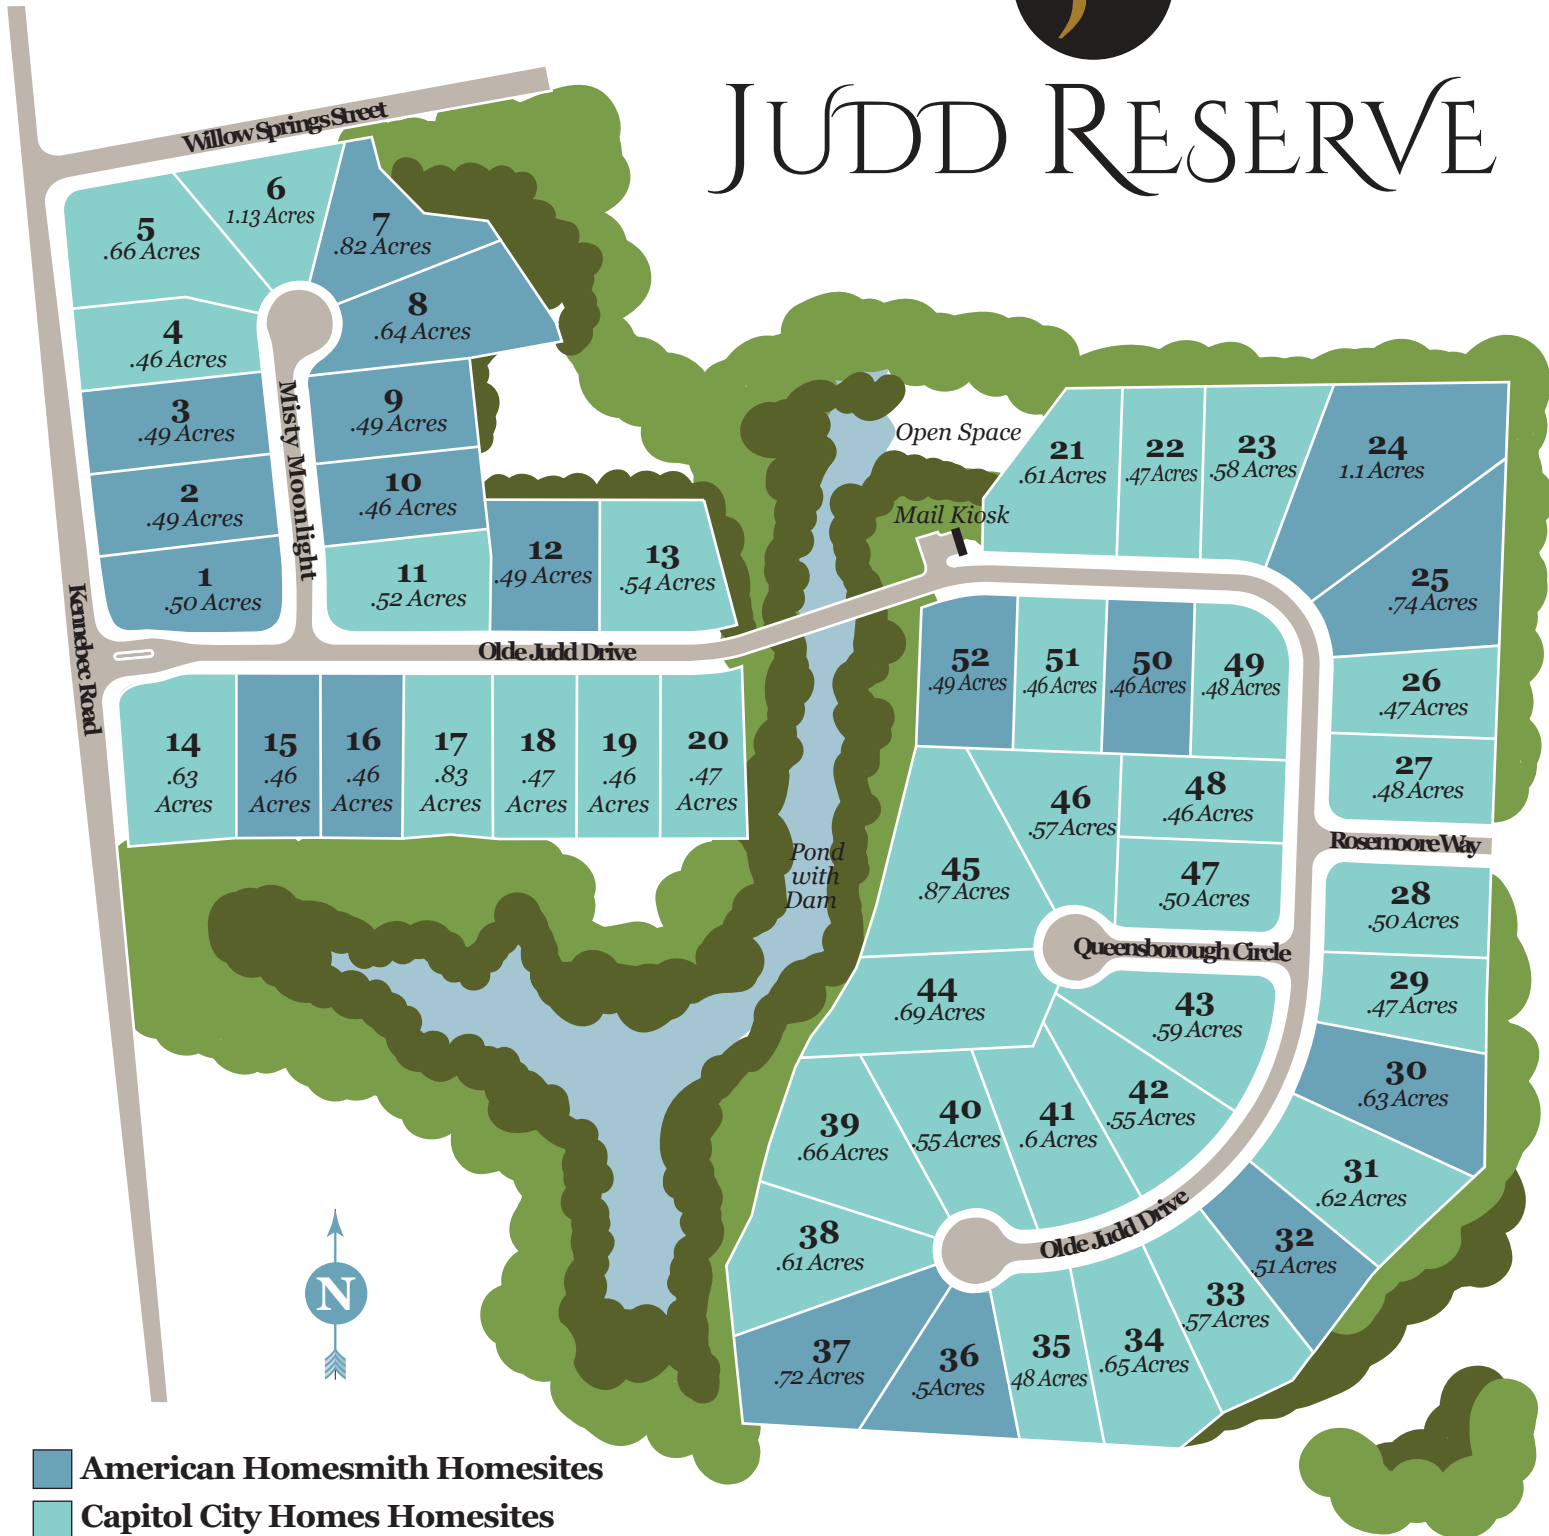 JUDD RESERVE
Willow Springs Street
6
1.13 Acres
5
.66 Acres
7
.82 Acres
8
.64 Acres
4
.46 Acres
3
.49 Acres
9
.49 Acres
Misty Moonlight
2
.49 Acres
10
.46 Acres
1
.50 Acres
11
.52 Acres
12
.49 Acres
13
.54 Acres
Kennebec Road
Olde Judd Drive
14
.63
Acres
15
.46
Acres
16
.46
Acres
17
.83
Acres
18
.47
Acres
19
.46
Acres
20
.47
Acres
Open Space
Mail Kiosk
21
.61 Acres
22
.47 Acres
23
.58 Acres
24
1.1 Acres
25
.74 Acres
52
.49 Acres
51
.46 Acres
50
.46 Acres
49
.48 Acres
26
.47 Acres
27
.48 Acres
46
.57 Acres
48
.46 Acres
47
.50 Acres
45
.87 Acres
Pond
with
Dam
Rosemoore Way
28
.50 Acres
Queensborough Circle
29
.47 Acres
44
.69 Acres
43
.59 Acres
30
.63 Acres
42
.55 Acres
39
.66 Acres
40
.55 Acres
41
.6 Acres
31
.62 Acres
38
.61 Acres
Olde Judd Drive
32
.51 Acres
33
.57 Acres
37
.72 Acres
36
.5Acres
35
48 Acres
34
.65 Acres
N
American Homesmith Homesites
Capitol City Homes Homesites